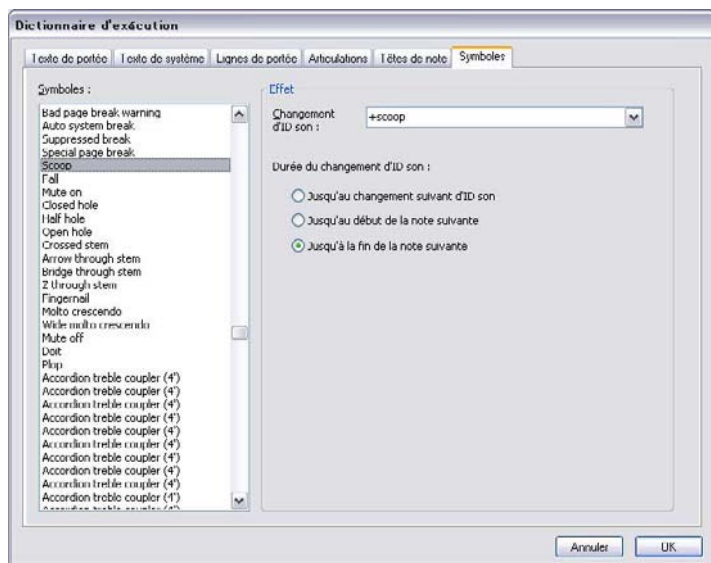 Dictionnaire d'exécution
Texte de portée
Texte de système
Lignes de portée
Articulations
Têtes de note
Symboles
Symboles :
Bad page break warning
Auto system break
Suppressed break
Special page break
Scoop
Fall
Mute on
Closed hole
Half hole
Open hole
Crossed stem
Arrow through stem
Bridge through stem
Z through stem
Fingernail
Molto crescendo
Wide molto crescendo
Mute off
Doit
Plop
Accordion treble coupler (4')
Accordion treble coupler (4')
Accordion treble coupler (4')
Accordion treble coupler (4')
Accordion treble coupler (4')
Accordion treble coupler (4')
Accordion treble coupler (4')
Accordion treble coupler (4')
Accordion treble coupler (4')
Accordion treble coupler (4')
Effet
Changement
d'ID son :
+scoop
Durée du changement d'ID son :
Jusqu'au changement suivant d'ID son
Jusqu'au début de la note suivante
Jusqu'à la fin de la note suivante
Annuler
OK